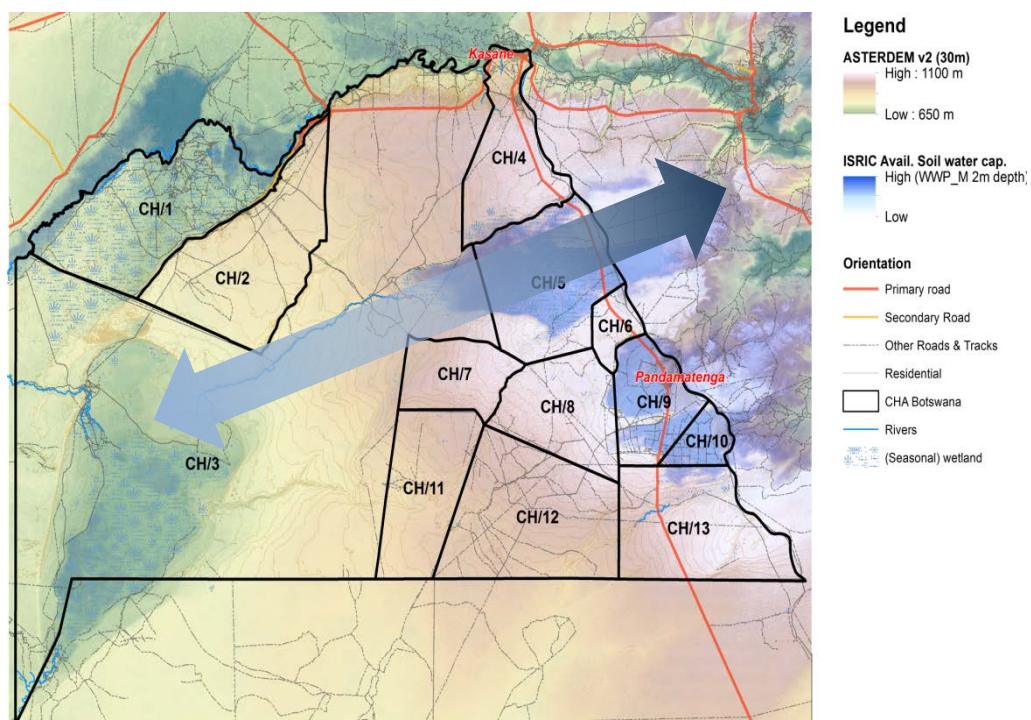 Kasane
CH/4
CH/1
CH/2
CH/5
CH/6
CH/7
Pandamatenga
CH/8
CH/9
CH/10
CH/3
CH/11
CH/12
CH/13
Legend
ASTERDEM v2 (30m)
High : 1100 m
Low : 650 m
ISRIC Avail. Soil water cap.
High (WWP_M 2m depth)
Low
Orientation
Primary road
Secondary Road
Other Roads & Tracks
Residential
CHA Botswana
Rivers
(Seasonal) wetland